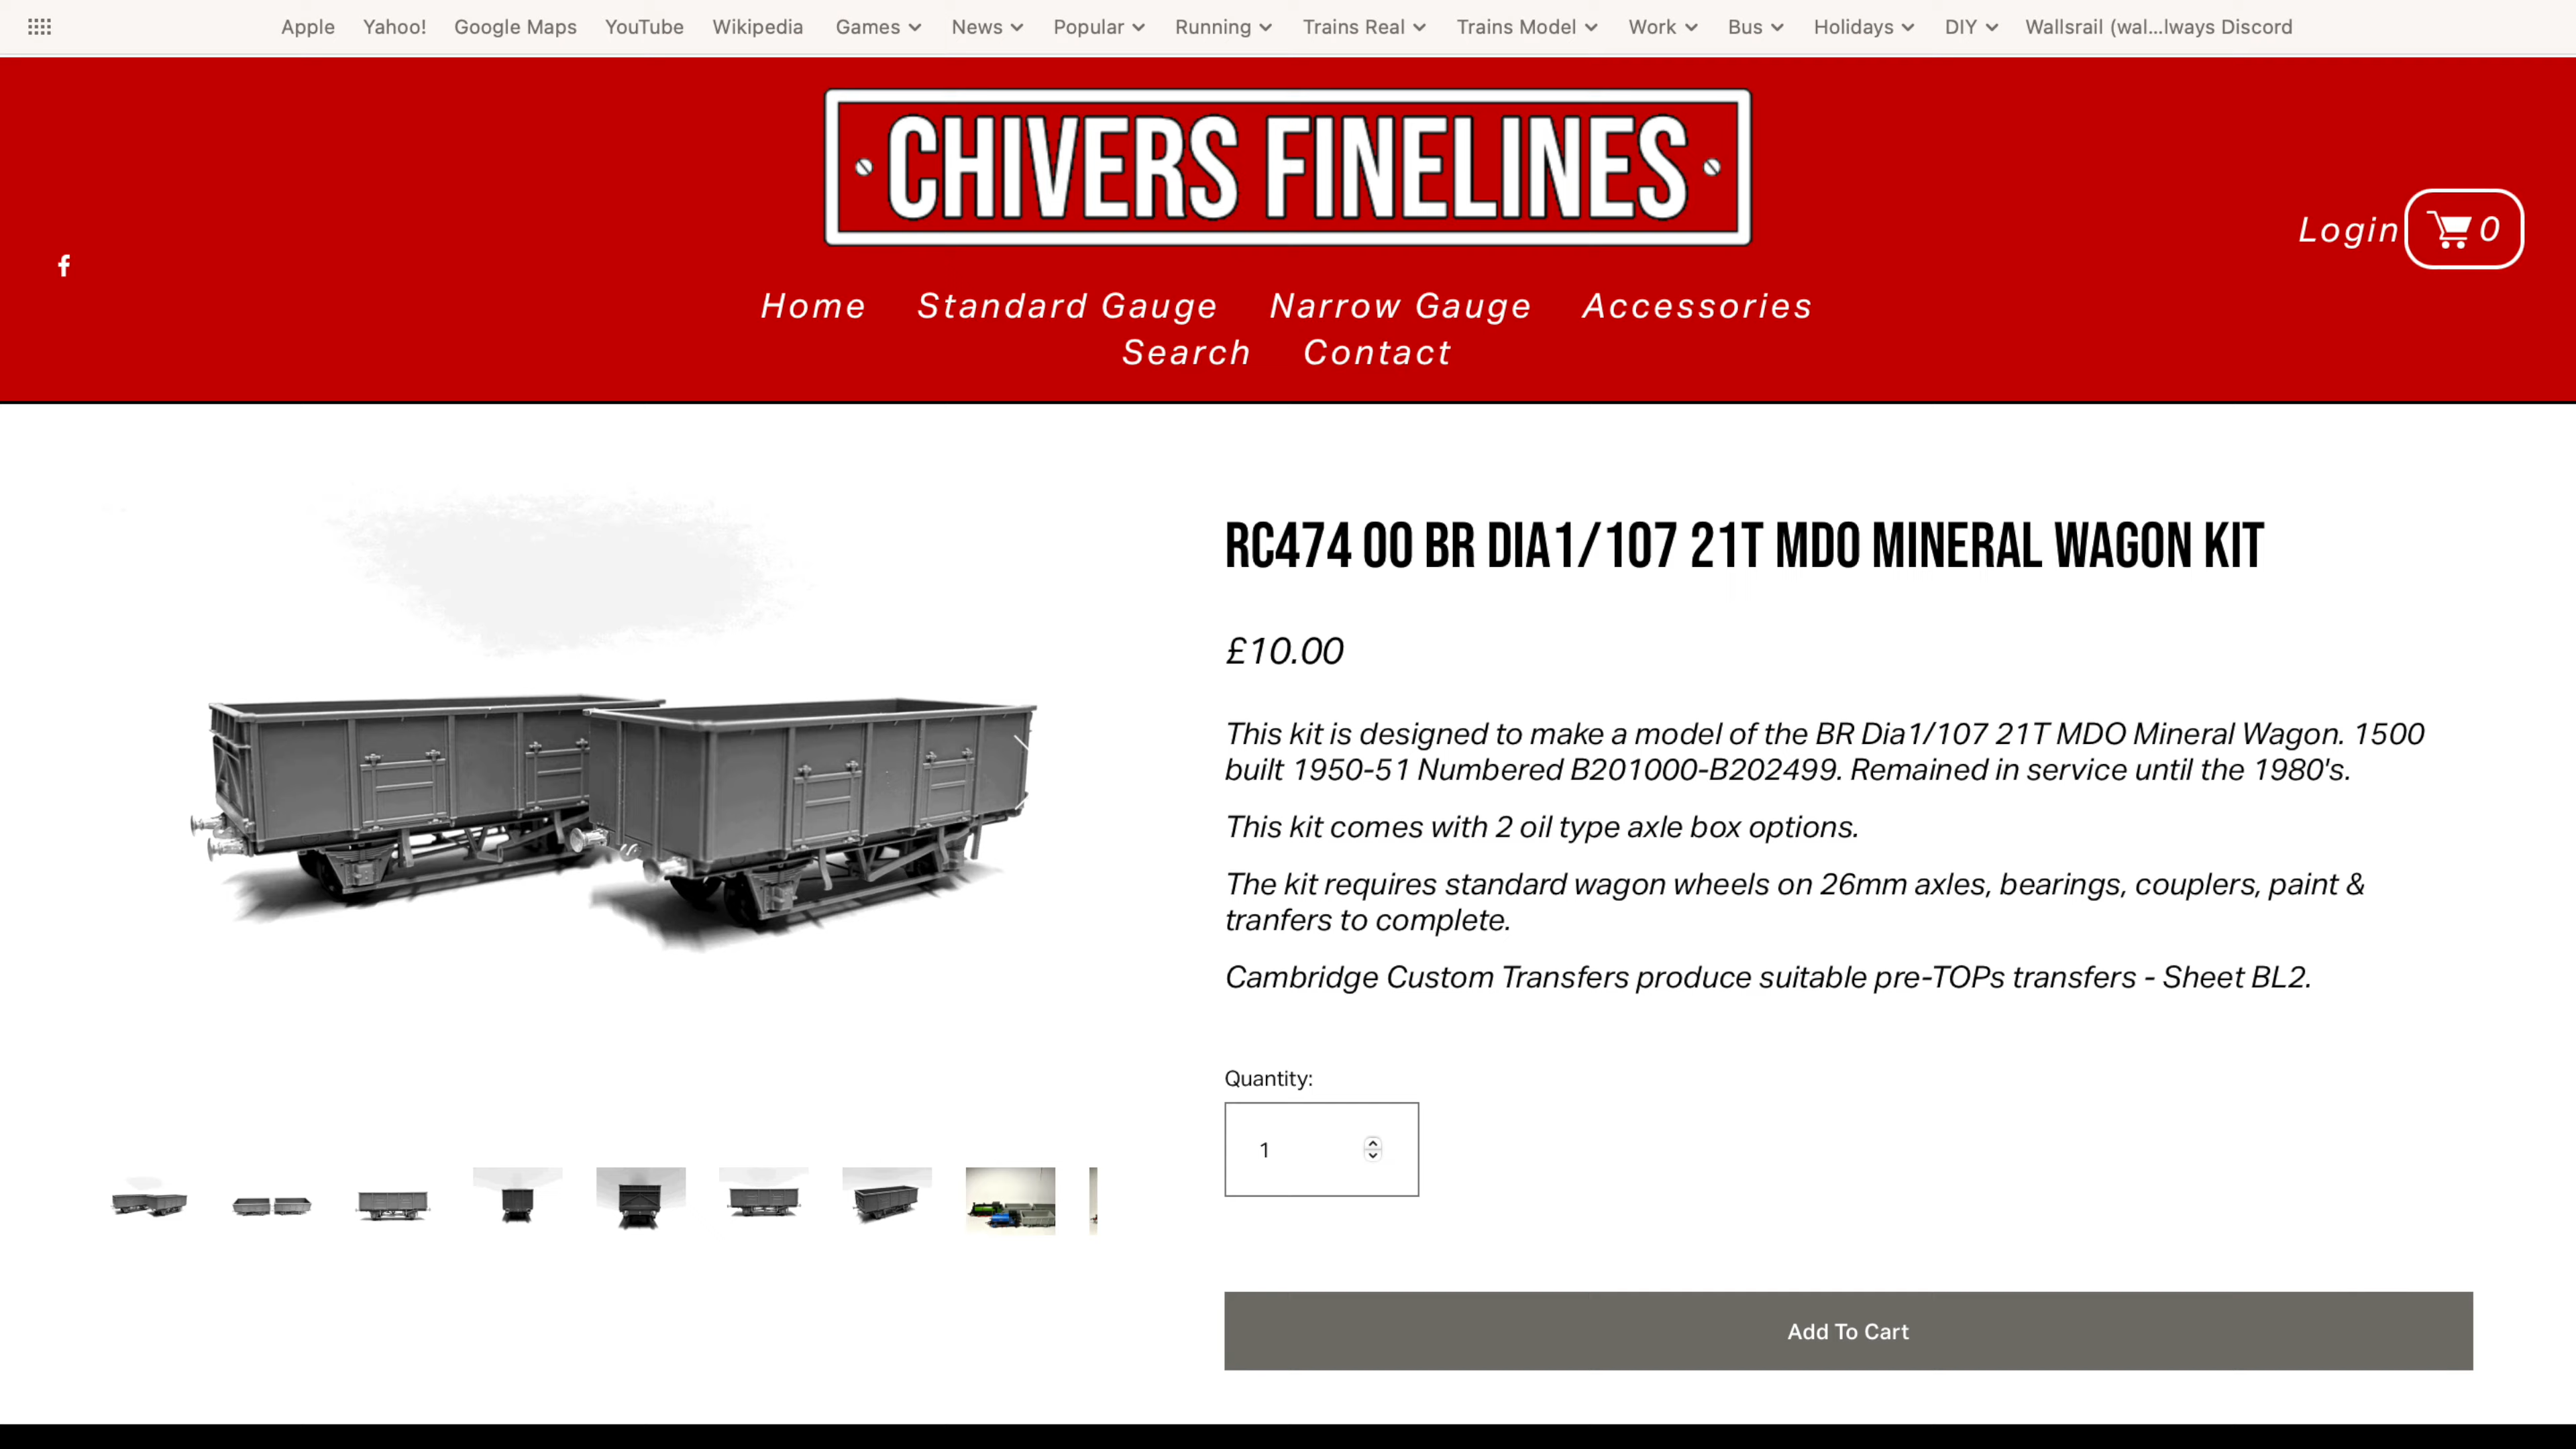 Apple Yahoo! Google Maps YouTube Wikipedia Games News Popular Running Trains Real Trains Model Work Bus Holidays DIY Wallsrail (wal...lways Discord
CHIVERS FINELINES
Login 0
Home Standard Gauge Narrow Gauge Accessories
Search Contact
RC474 OO BR DIA1/107 21T MDO MINERAL WAGON KIT
£10.00
This kit is designed to make a model of the BR Dia1/107 21T MDO Mineral Wagon. 1500
built 1950-51 Numbered B201000-B202499. Remained in service until the 1980's.
This kit comes with 2 oil type axle box options.
The kit requires standard wagon wheels on 26mm axles, bearings, couplers, paint &
tranfers to complete.
Cambridge Custom Transfers produce suitable pre-TOPs transfers - Sheet BL2.
Quantity:
1
Add To Cart